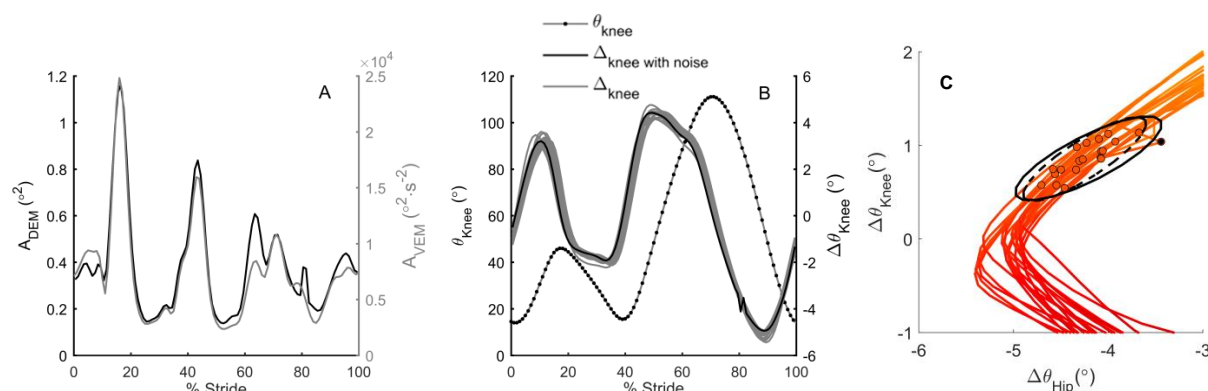 θ_knee
Δ_knee with noise
Δ_knee
A
1.2
1
0.8
0.6
0.4
0.2
0
A_DEM (°²)
0 20 40 60 80 100
% Stride
×10⁴
2.5
2
1.5
1
0.5
0
A_VEM (°²·s⁻²)
B
120
100
80
60
40
20
0
θ_Knee (°)
0 20 40 60 80 100
% Stride
6
4
2
0
-2
-4
-6
Δθ_Knee (°)
C
2
1
0
-1
Δθ_Knee (°)
-6 -5 -4 -3
Δθ_Hip (°)